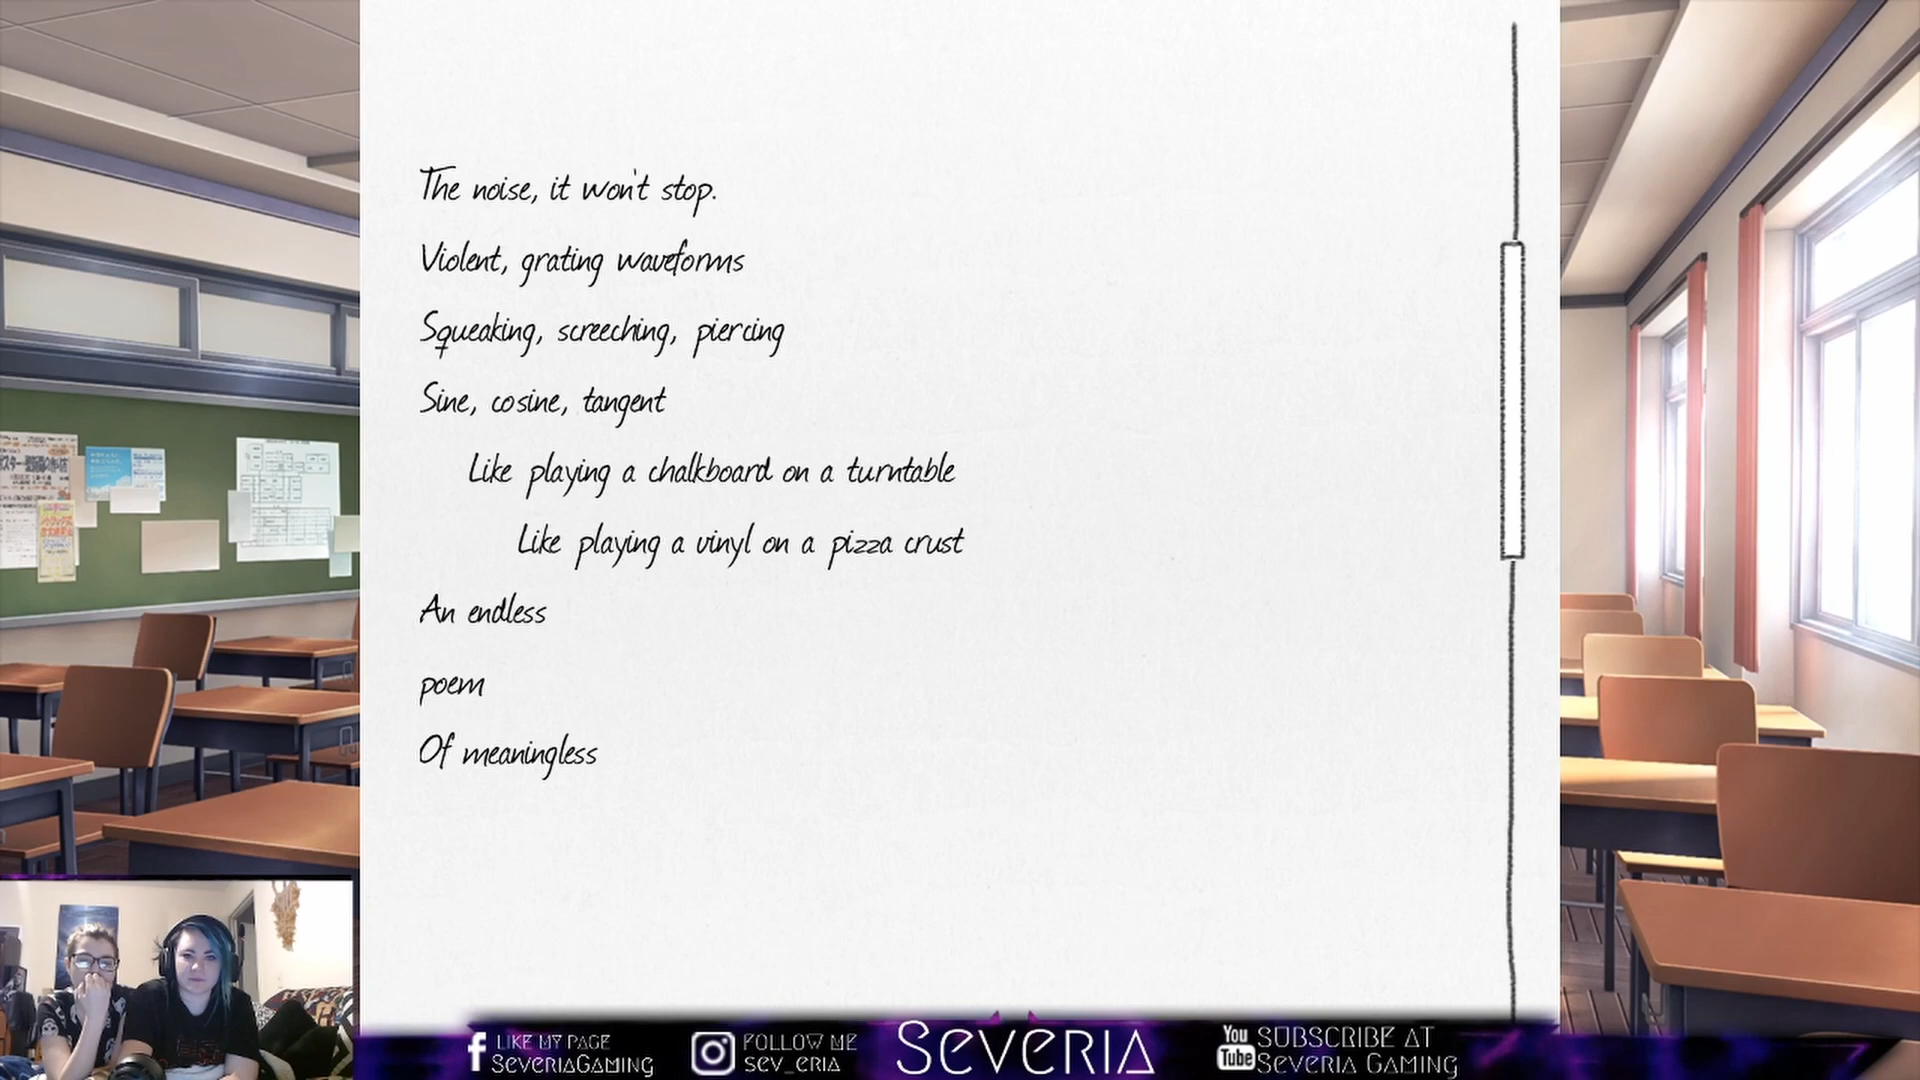 The noise, it won't stop.
Violent, grating waveforms
Squeaking, screeching, piercing
Sine, cosine, tangent
Like playing a chalkboard on a turntable
Like playing a vinyl on a pizza crust
An endless
poem
Of meaningless
LIKE MY PAGE
SEVERIAGAMING
FOLLOW ME
SEV_ERIA
SEVERIA
You Tube
SUBSCRIBE AT
SEVERIA GAMING